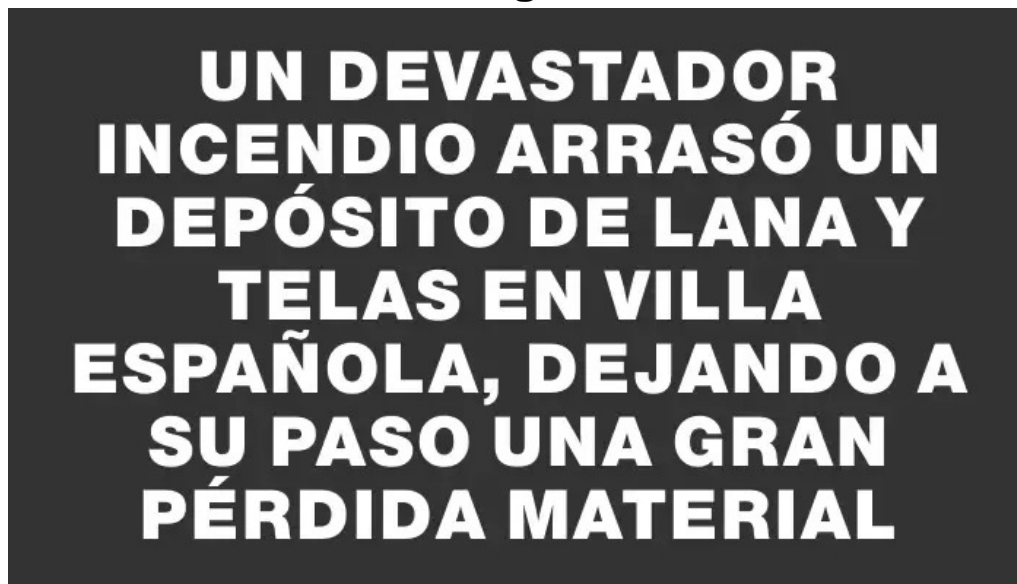 UN DEVASTADOR
INCENDIO ARRASÓ UN
DEPÓSITO DE LANA Y
TELAS EN VILLA
ESPAÑOLA, DEJANDO A
SU PASO UNA GRAN
PÉRDIDA MATERIAL